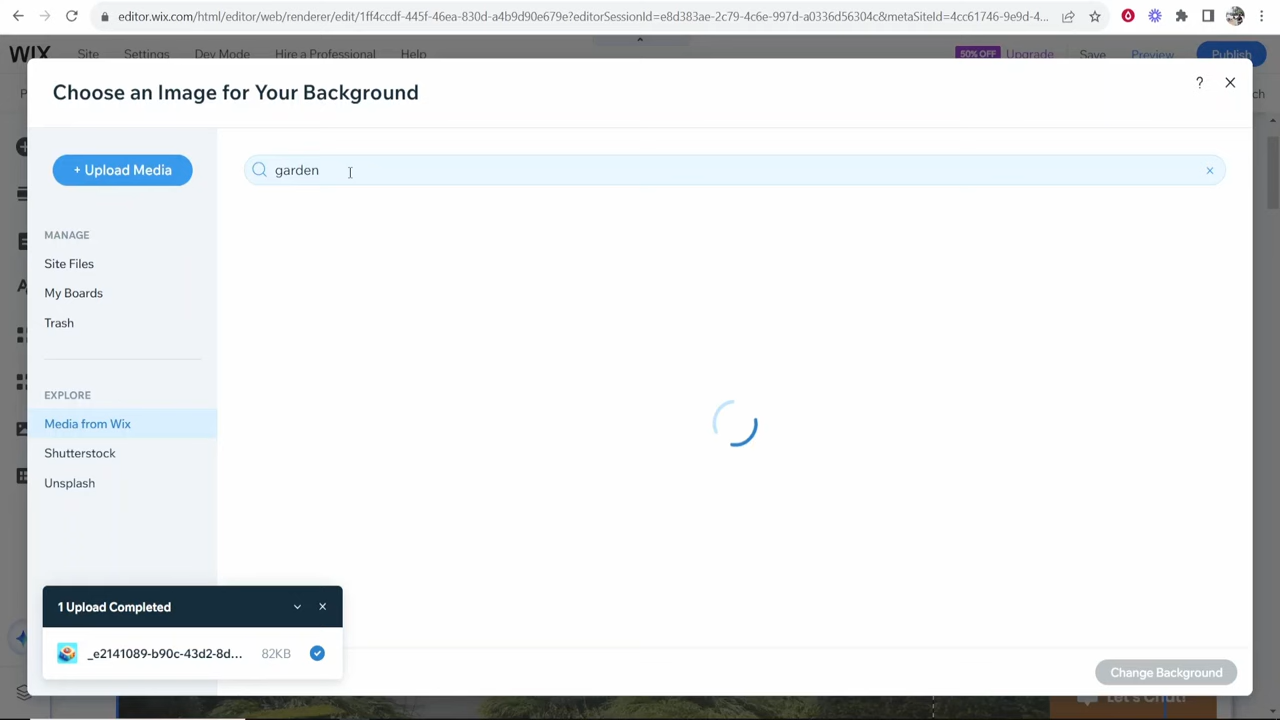 editor.wix.com/html/editor/web/renderer/edit/1ff4ccdf-445f-46ea-830d-a4b9d90e679e?editorSessionId=e8d383ae-2c79-4c6e-997d-a0336d56304c&metaSiteId=4cc61746-9e9d-4...
WIX Site Settings Dev Mode Hire a Professional Help 50% OFF Upgrade Save Preview Publish
Choose an Image for Your Background
?
+ Upload Media
garden
MANAGE
Site Files
My Boards
Trash
EXPLORE
Media from Wix
Shutterstock
Unsplash
1 Upload Completed
_e2141089-b90c-43d2-8d... 82KB
Change Background
Let's Chat!